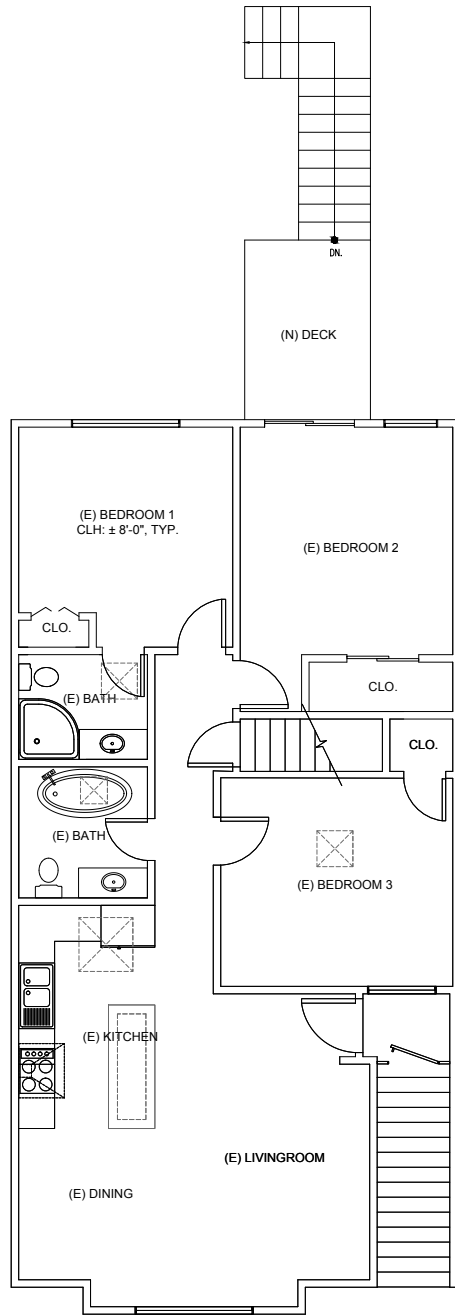 DN.
(N) DECK
(E) BEDROOM 1
CLH: ± 8'-0", TYP.
(E) BEDROOM 2
CLO.
CLO.
(E) BATH
CLO.
(E) BATH
(E) BEDROOM 3
(E) KITCHEN
(E) LIVINGROOM
(E) DINING